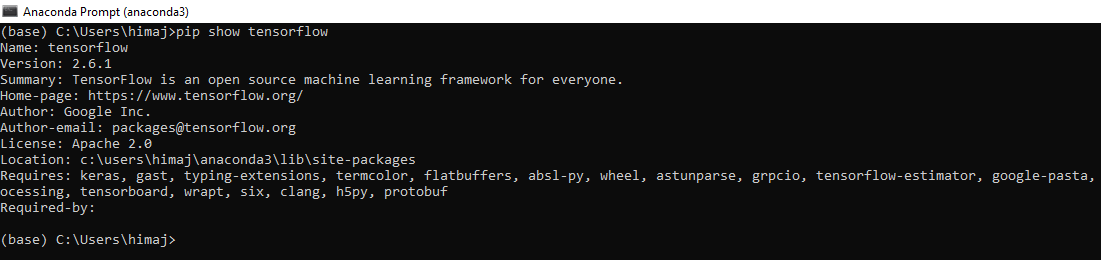 Anaconda Prompt (anaconda3)
(base) C:\Users\himaj>pip show tensorflow
Name: tensorflow
Version: 2.6.1
Summary: TensorFlow is an open source machine learning framework for everyone.
Home-page: https://www.tensorflow.org/
Author: Google Inc.
Author-email: packages@tensorflow.org
License: Apache 2.0
Location: c:\users\himaj\anaconda3\lib\site-packages
Requires: keras, gast, typing-extensions, termcolor, flatbuffers, absl-py, wheel, astunparse, grpcio, tensorflow-estimator, google-pasta,
ocessing, tensorboard, wrapt, six, clang, h5py, protobuf
Required-by:
(base) C:\Users\himaj>